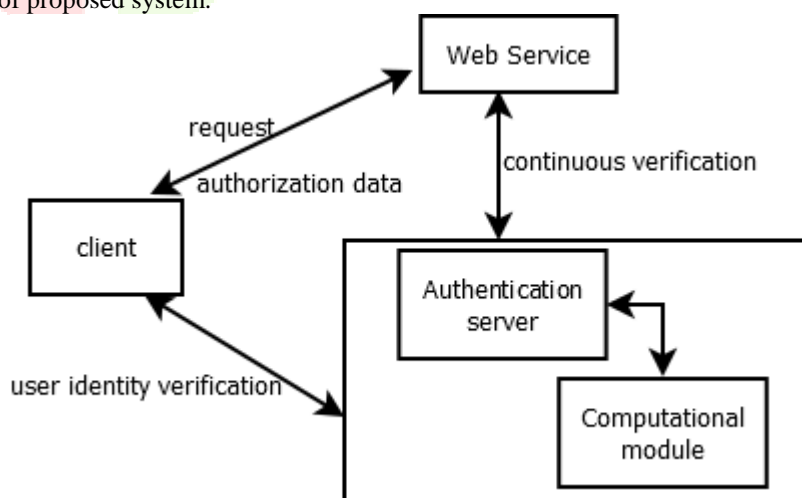 of proposed system.
Web Service
request
continuous verification
authorization data
client
Authentication
server
user identity verification
Computational
module